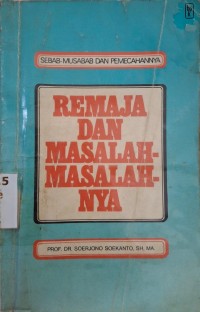 SEBAB-MUSABAB DAN PEMECAHANNYA
REMAJA
DAN
MASALAH-
MASALAH-
NYA
PROF. DR. SOERJONO SOEKANTO, SH, MA.
5